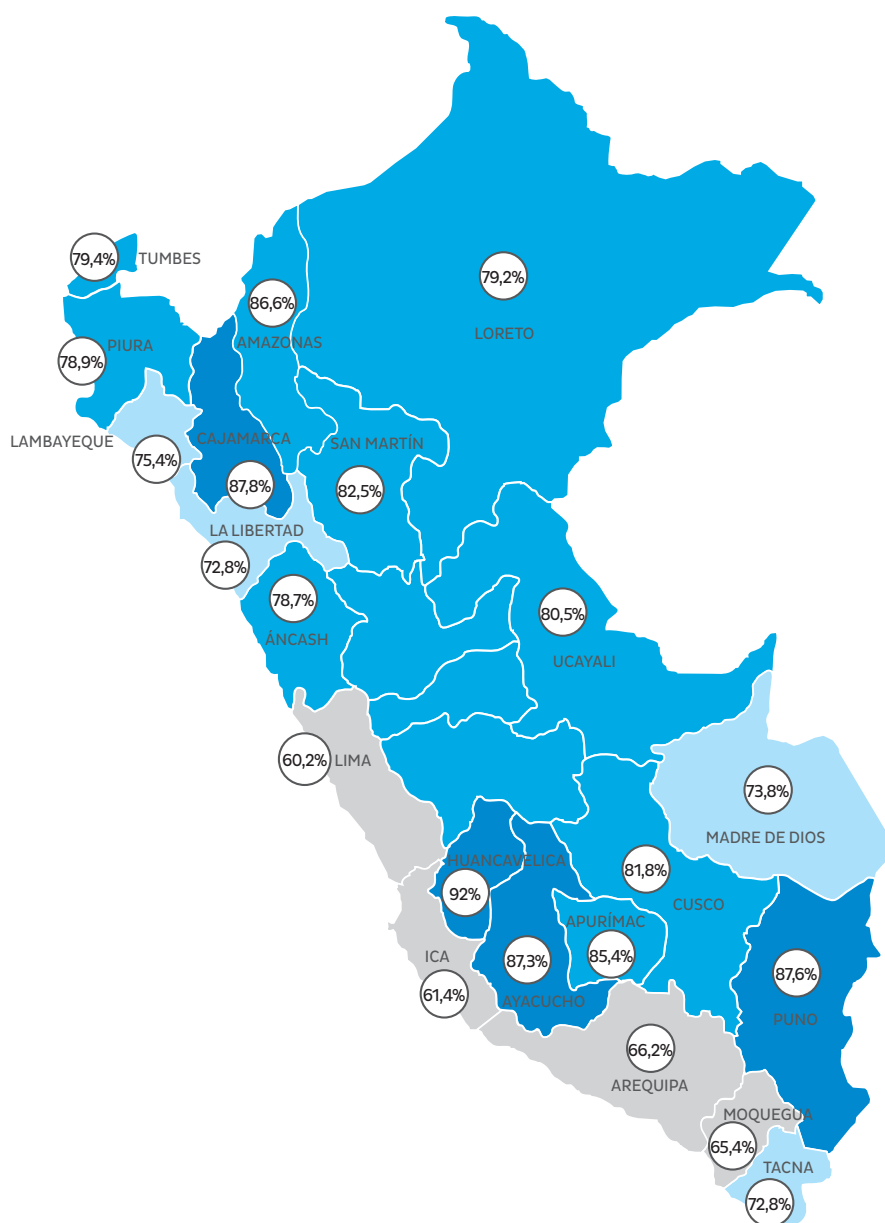 79,4%
TUMBES
79,2%
LORETO
86,6%
AMAZONAS
PIURA
78,9%
LAMBAYEQUE
75,4%
CAJAMARCA
87,8%
SAN MARTÍN
82,5%
LA LIBERTAD
72,8%
78,7%
ÁNCASH
80,5%
UCAYALI
60,2%
LIMA
73,8%
MADRE DE DIOS
HUANCAVELICA
92%
81,8%
CUSCO
APURÍMAC
85,4%
ICA
61,4%
87,3%
AYACUCHO
87,6%
PUNO
66,2%
AREQUIPA
MOQUEGUA
65,4%
TACNA
72,8%